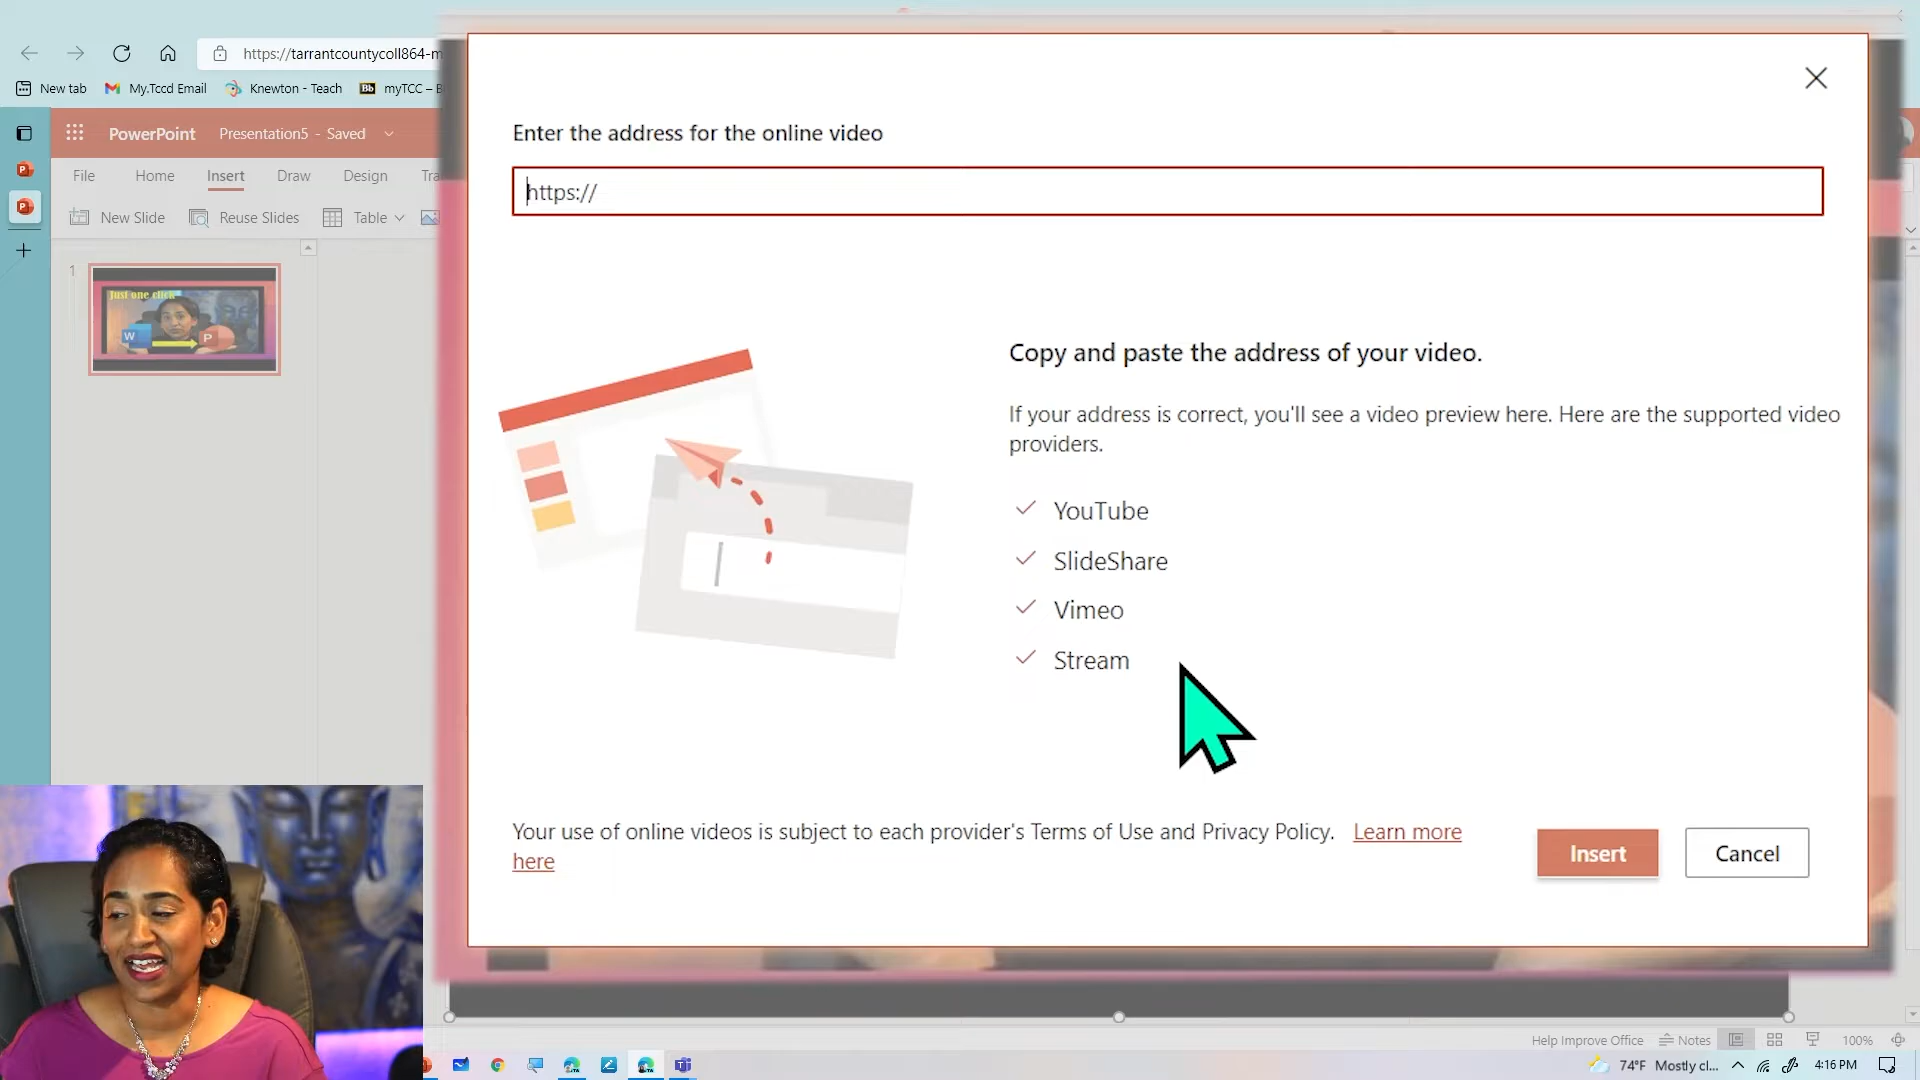 https://tarrantcountycoll864-m
New tab My.Tccd Email Knewton - Teach Bb myTCC –
PowerPoint Presentation5 - Saved
File Home Insert Draw Design Tra
New Slide Reuse Slides Table
1
Just one click
W P
Enter the address for the online video
https://
Copy and paste the address of your video.
If your address is correct, you'll see a video preview here. Here are the supported video
providers.
YouTube
SlideShare
Vimeo
Stream
Your use of online videos is subject to each provider's Terms of Use and Privacy Policy. Learn more
here
Insert Cancel
Help Improve Office Notes 100%
74°F Mostly cl... 4:16 PM